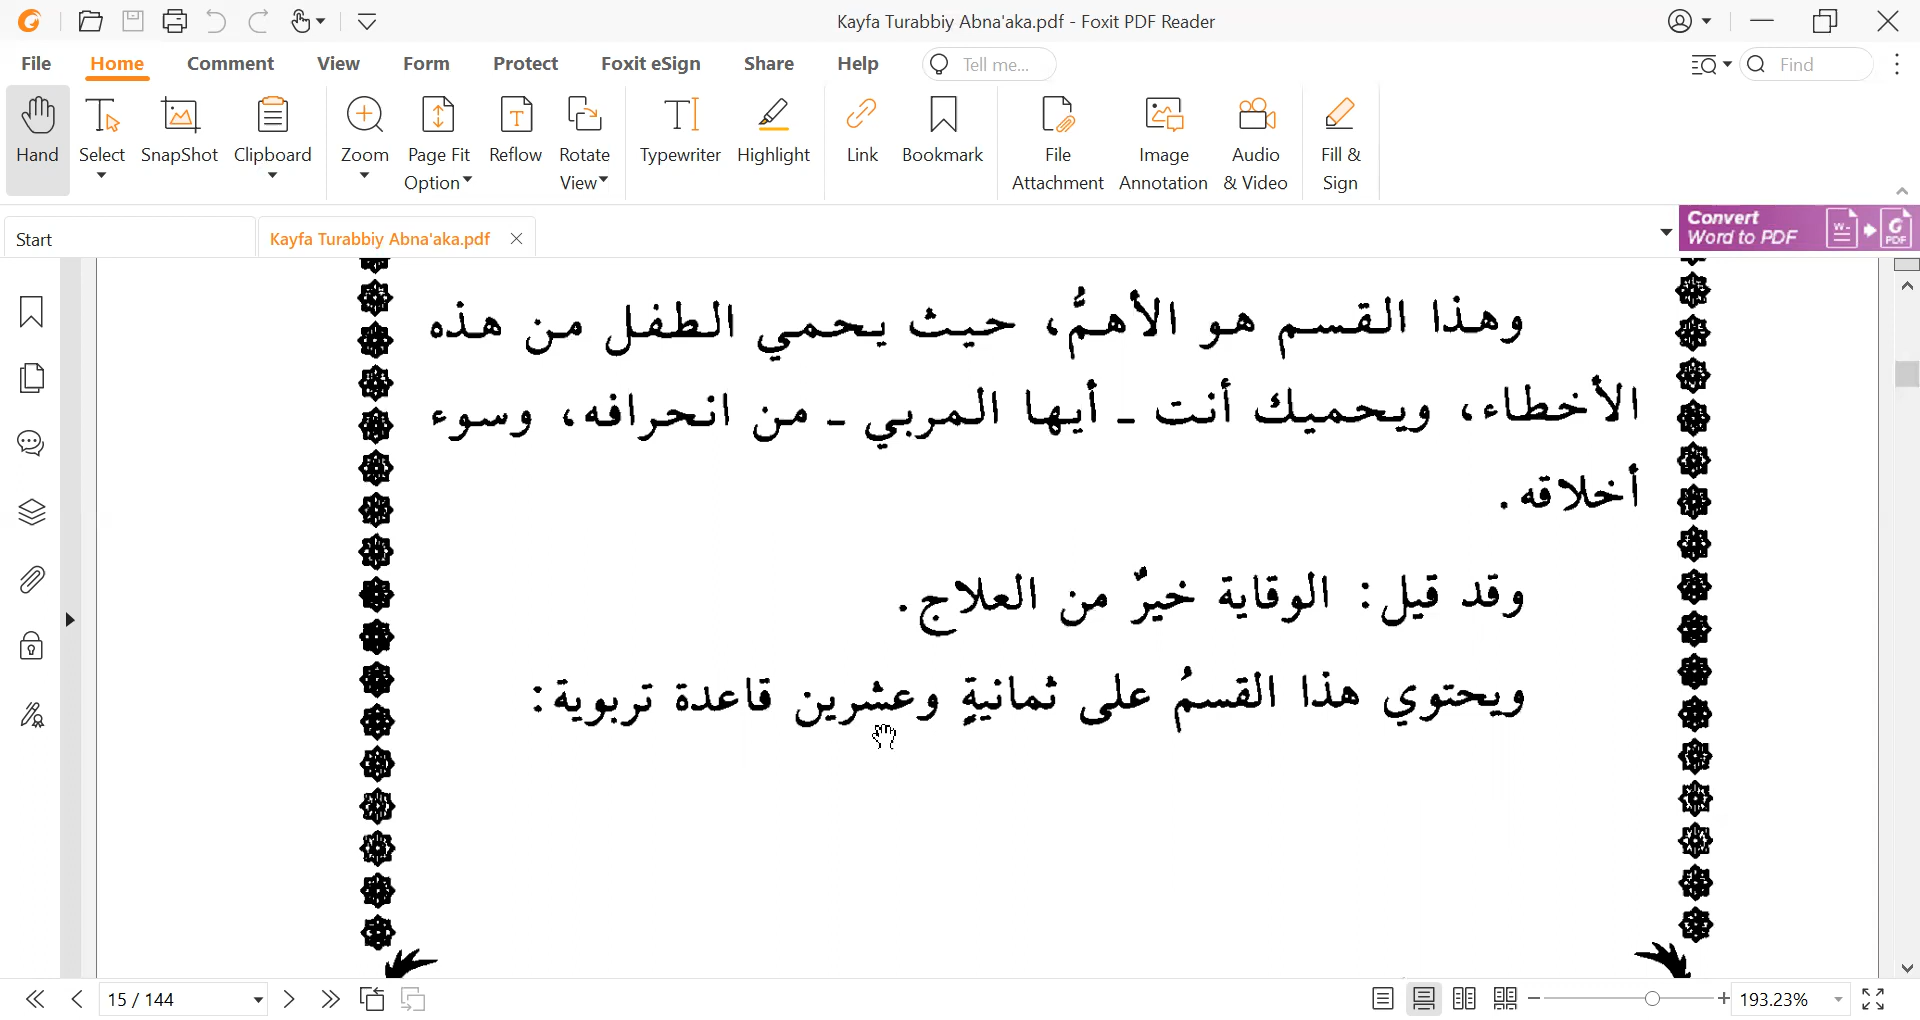 Kayfa Turabbiy Abna'aka.pdf - Foxit PDF Reader
File Home Comment View Form Protect Foxit eSign Share Help Tell me... Find
Hand Select SnapShot Clipboard Zoom Page Fit Option Reflow Rotate View Typewriter Highlight Link Bookmark File Attachment Image Annotation Audio & Video Fill & Sign
Start Kayfa Turabbiy Abna'aka.pdf
Convert
Word to PDF
W PDF
وهذا القسم هو الأهمُّ، حيث يحمي الطفل من هذه
الأخطاء، ويحميك أنت - أيها المربي - من انحرافه، وسوء
أخلاقه.
وقد قيل: الوقاية خيرٌ من العلاج.
ويحتوي هذا القسمُ على ثمانيةٍ وعشرين قاعدة تربوية:
15 / 144 193.23%